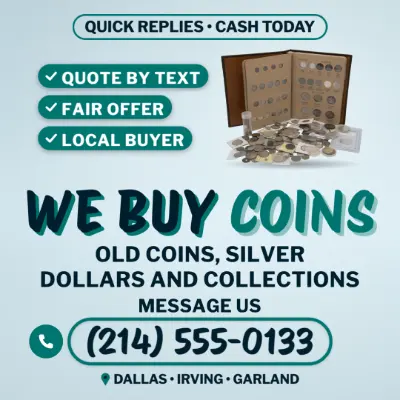 QUICK REPLIES • CASH TODAY
QUOTE BY TEXT
FAIR OFFER
LOCAL BUYER
WE BUY COINS
OLD COINS, SILVER
DOLLARS AND COLLECTIONS
MESSAGE US
(214) 555-0133
DALLAS • IRVING • GARLAND